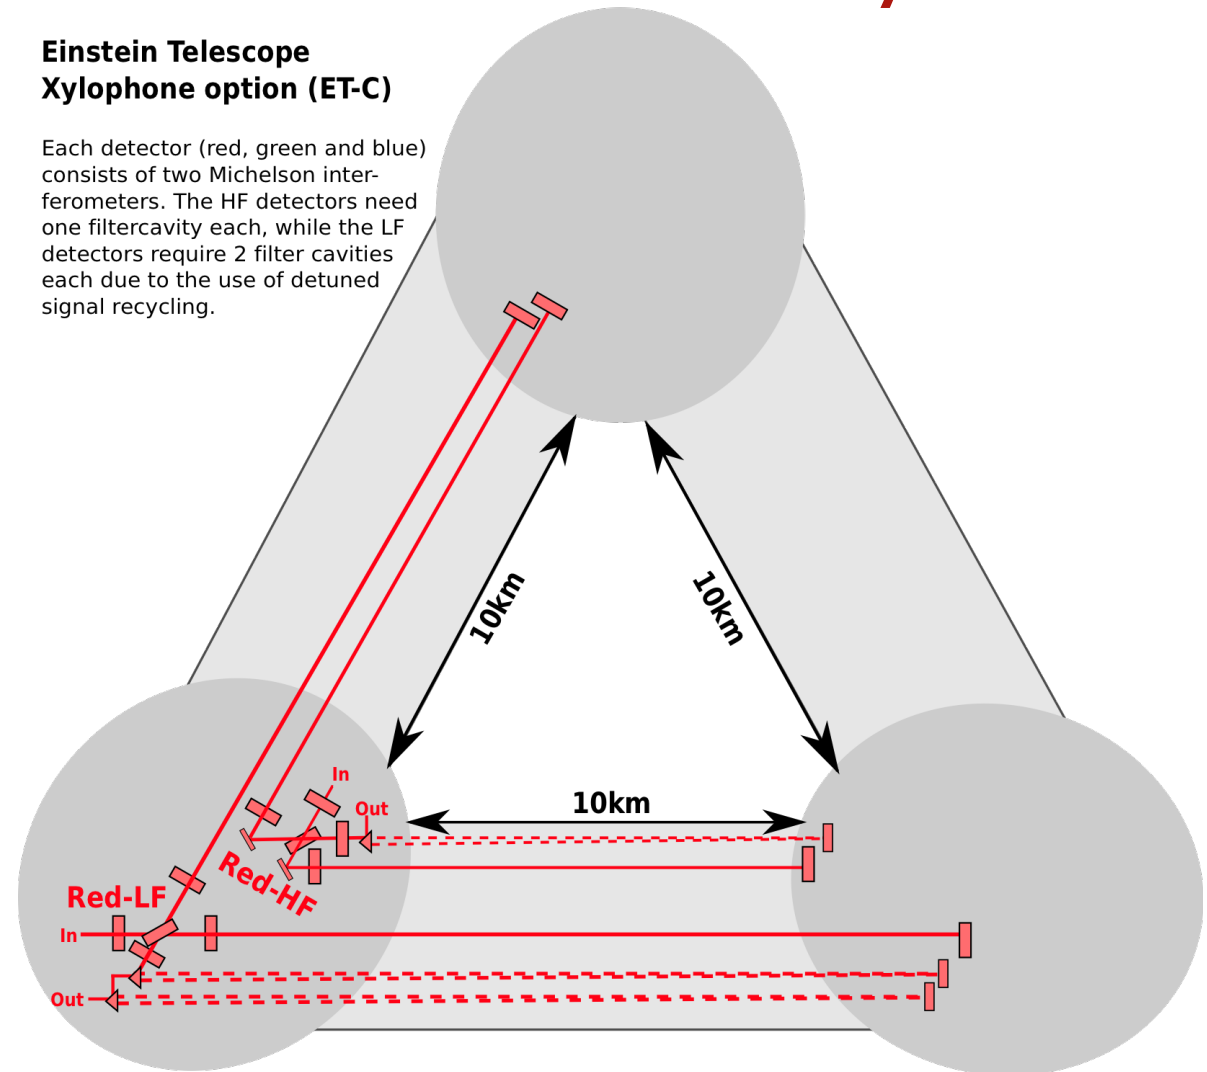 Einstein Telescope
Xylophone option (ET-C)
Each detector (red, green and blue)
consists of two Michelson inter-
ferometers. The HF detectors need
one filtercavity each, while the LF
detectors require 2 filter cavities
each due to the use of detuned
signal recycling.
10km
10km
10km
In
Out
Red-HF
Red-LF
In
Out